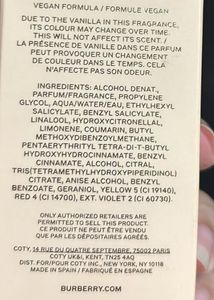 VEGAN FORMULA / FORMULE VEGAN
DUE TO THE VANILLA IN THIS FRAGRANCE,
ITS COLOUR MAY CHANGE OVER TIME.
THIS WILL NOT AFFECT ITS SCENT. /
LA PRÉSENCE DE VANILLE DANS CE PARFUM
PEUT PROVOQUER UN CHANGEMENT
DE COULEUR DANS LE TEMPS. CELA
N'AFFECTE PAS SON ODEUR.
INGREDIENTS: ALCOHOL DENAT.,
PARFUM/FRAGRANCE, PROPYLENE
GLYCOL, AQUA/WATER/EAU, ETHYLHEXYL
SALICYLATE, BENZYL SALICYLATE,
LINALOOL, HYDROXYCITRONELLAL,
LIMONENE, COUMARIN, BUTYL
METHOXYDIBENZOYLMETHANE,
PENTAERYTHRITYL TETRA-DI-T-BUTYL
HYDROXYHYDROCINNAMATE, BENZYL
CINNAMATE, ALCOHOL, CITRAL,
TRIS(TETRAMETHYLHYDROXYPIPERIDINOL)
CITRATE, ANISE ALCOHOL, BENZYL
BENZOATE, GERANIOL, YELLOW 5 (CI 19140),
RED 4 (CI 14700), EXT. VIOLET 2 (CI 60730).
ONLY AUTHORIZED RETAILERS ARE
PERMITTED TO SELL THIS PRODUCT.
CE PRODUIT NE PEUT ÊTRE VENDU
QUE PAR LES DÉPOSITAIRES AGRÉÉS.
COTY, 14 RUE DU QUATRE SEPTEMBRE, 75002 PARIS
COTY UK&I, KENT, TN25 4AQ
DIST. FOR/POUR COTY INC., NEW YORK, NY 10118
MADE IN SPAIN / FABRIQUÉ EN ESPAGNE
BURBERRY.COM